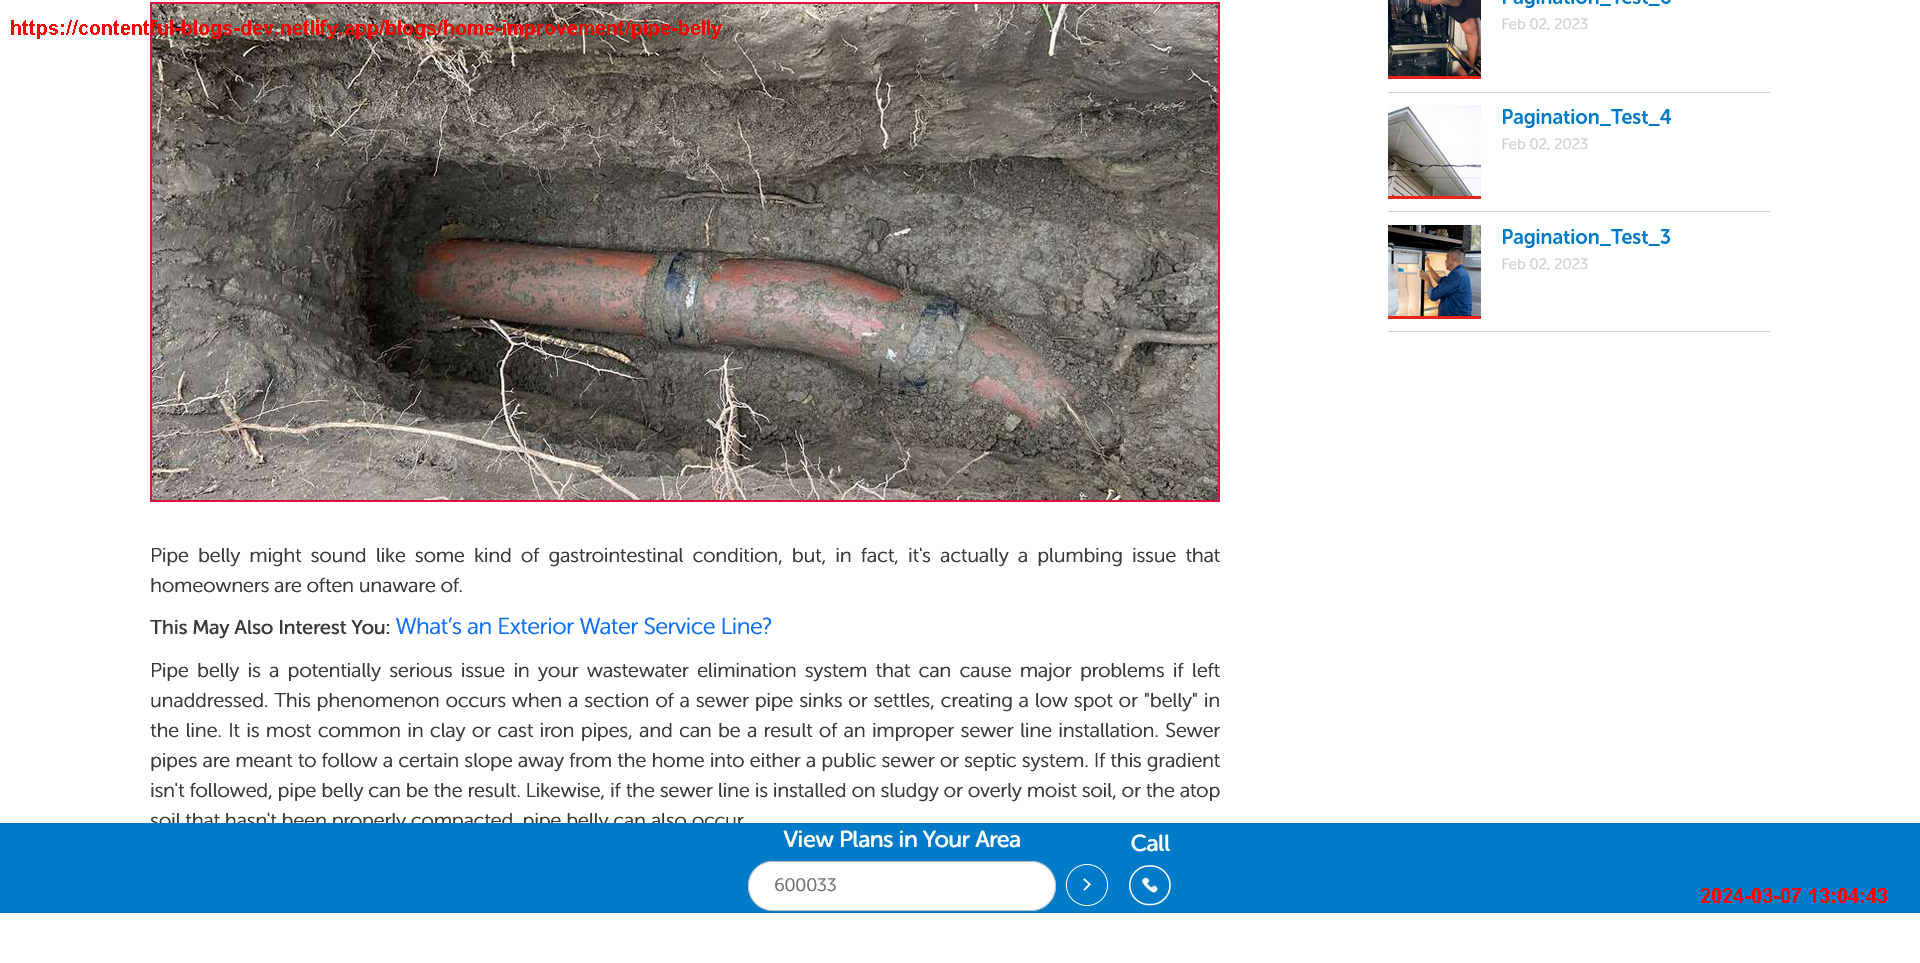 https://contentful-blogs-dev.netlify.app/blogs/home-improvement/pipe-belly
Pagination_Test_6
Feb 02, 2023
Pagination_Test_4
Feb 02, 2023
Pagination_Test_3
Feb 02, 2023
Pipe belly might sound like some kind of gastrointestinal condition, but, in fact, it's actually a plumbing issue that
homeowners are often unaware of.
This May Also Interest You: What’s an Exterior Water Service Line?
Pipe belly is a potentially serious issue in your wastewater elimination system that can cause major problems if left
unaddressed. This phenomenon occurs when a section of a sewer pipe sinks or settles, creating a low spot or "belly" in
the line. It is most common in clay or cast iron pipes, and can be a result of an improper sewer line installation. Sewer
pipes are meant to follow a certain slope away from the home into either a public sewer or septic system. If this gradient
isn't followed, pipe belly can be the result. Likewise, if the sewer line is installed on sludgy or overly moist soil, or the atop
soil that hasn't been properly compacted, pipe belly can also occur.
View Plans in Your Area
Call
600033
2024-03-07 13:04:43